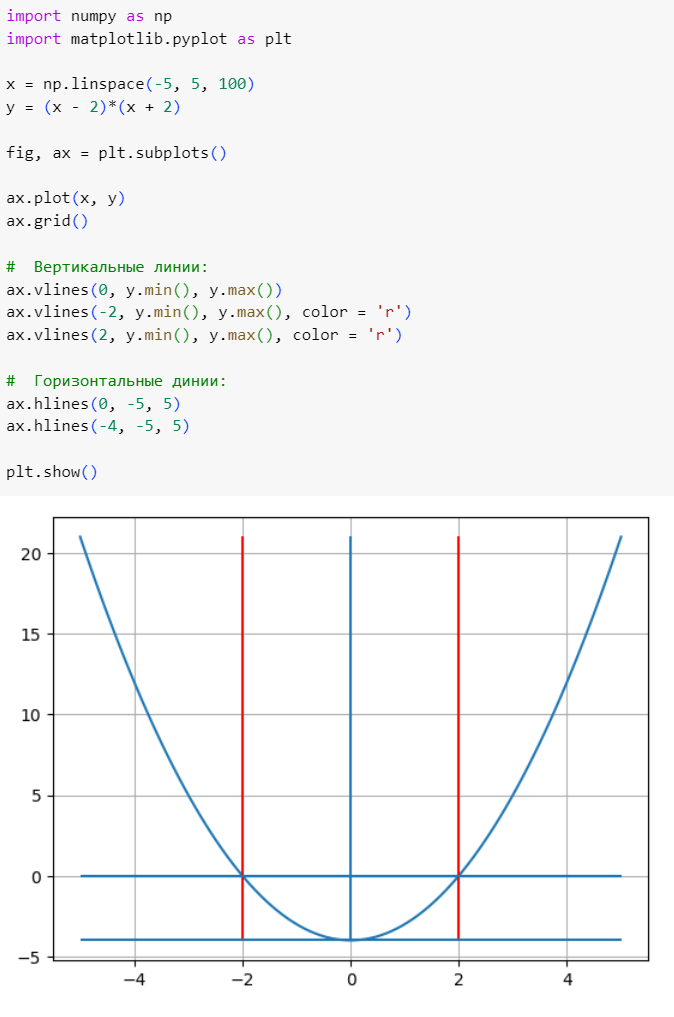 import numpy as np
import matplotlib.pyplot as plt
x = np.linspace(-5, 5, 100)
y = (x - 2)*(x + 2)
fig, ax = plt.subplots()
ax.plot(x, y)
ax.grid()
#  Вертикальные линии:
ax.vlines(0, y.min(), y.max())
ax.vlines(-2, y.min(), y.max(), color = 'r')
ax.vlines(2, y.min(), y.max(), color = 'r')
#  Горизонтальные динии:
ax.hlines(0, -5, 5)
ax.hlines(-4, -5, 5)
plt.show()
20
15
10
5
0
−5
−4 −2 0 2 4